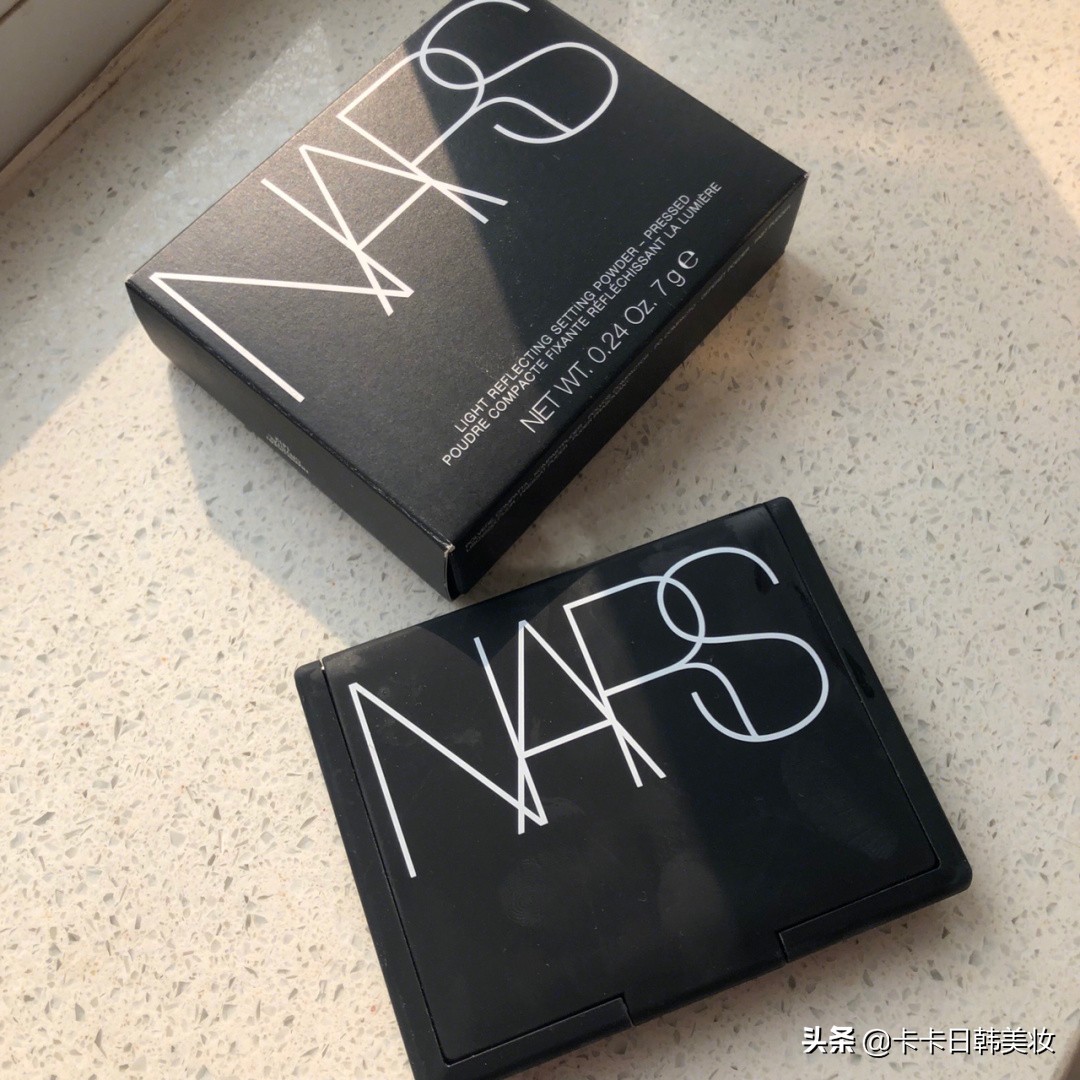 NARS
LIGHT REFLECTING SETTING POWDER – PRESSED
POUDRE COMPACTE FIXANTE RÉFLÉCHISSANT LA LUMIÈRE
NET WT. 0.24 Oz. 7 g ℮
NARS
头条 @卡卡日韩美妆